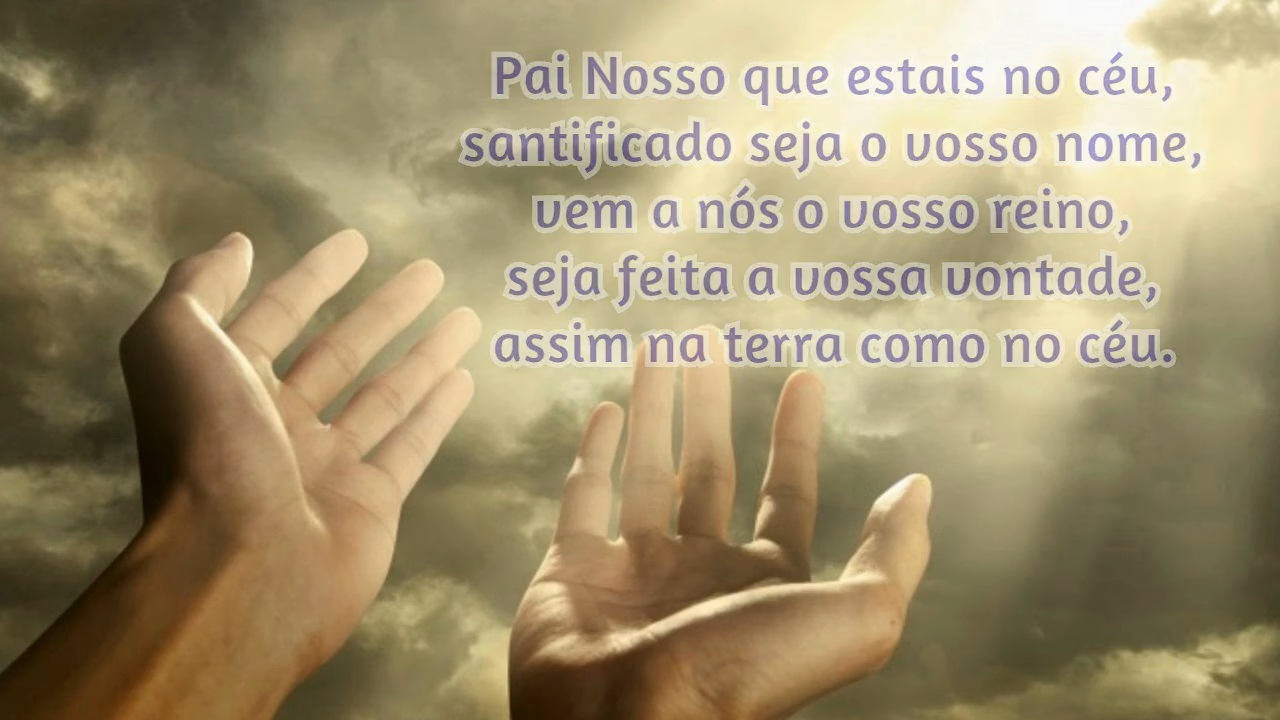 Pai Nosso que estais no céu,
santificado seja o vosso nome,
vem a nós o vosso reino,
seja feita a vossa vontade,
assim na terra como no céu.